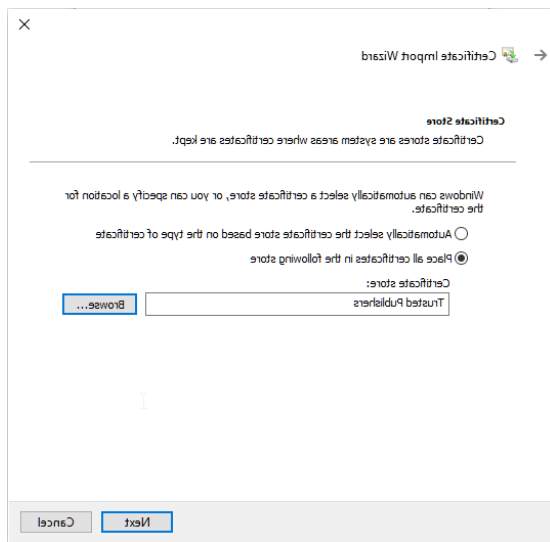 Certificate Import Wizard
Certificate Store
Certificate stores are system areas where certificates are kept.
Windows can automatically select a certificate store, or you can specify a location for
the certificate.
Automatically select the certificate store based on the type of certificate
Place all certificates in the following store
Certificate store:
Trusted Publishers
Browse...
Next
Cancel